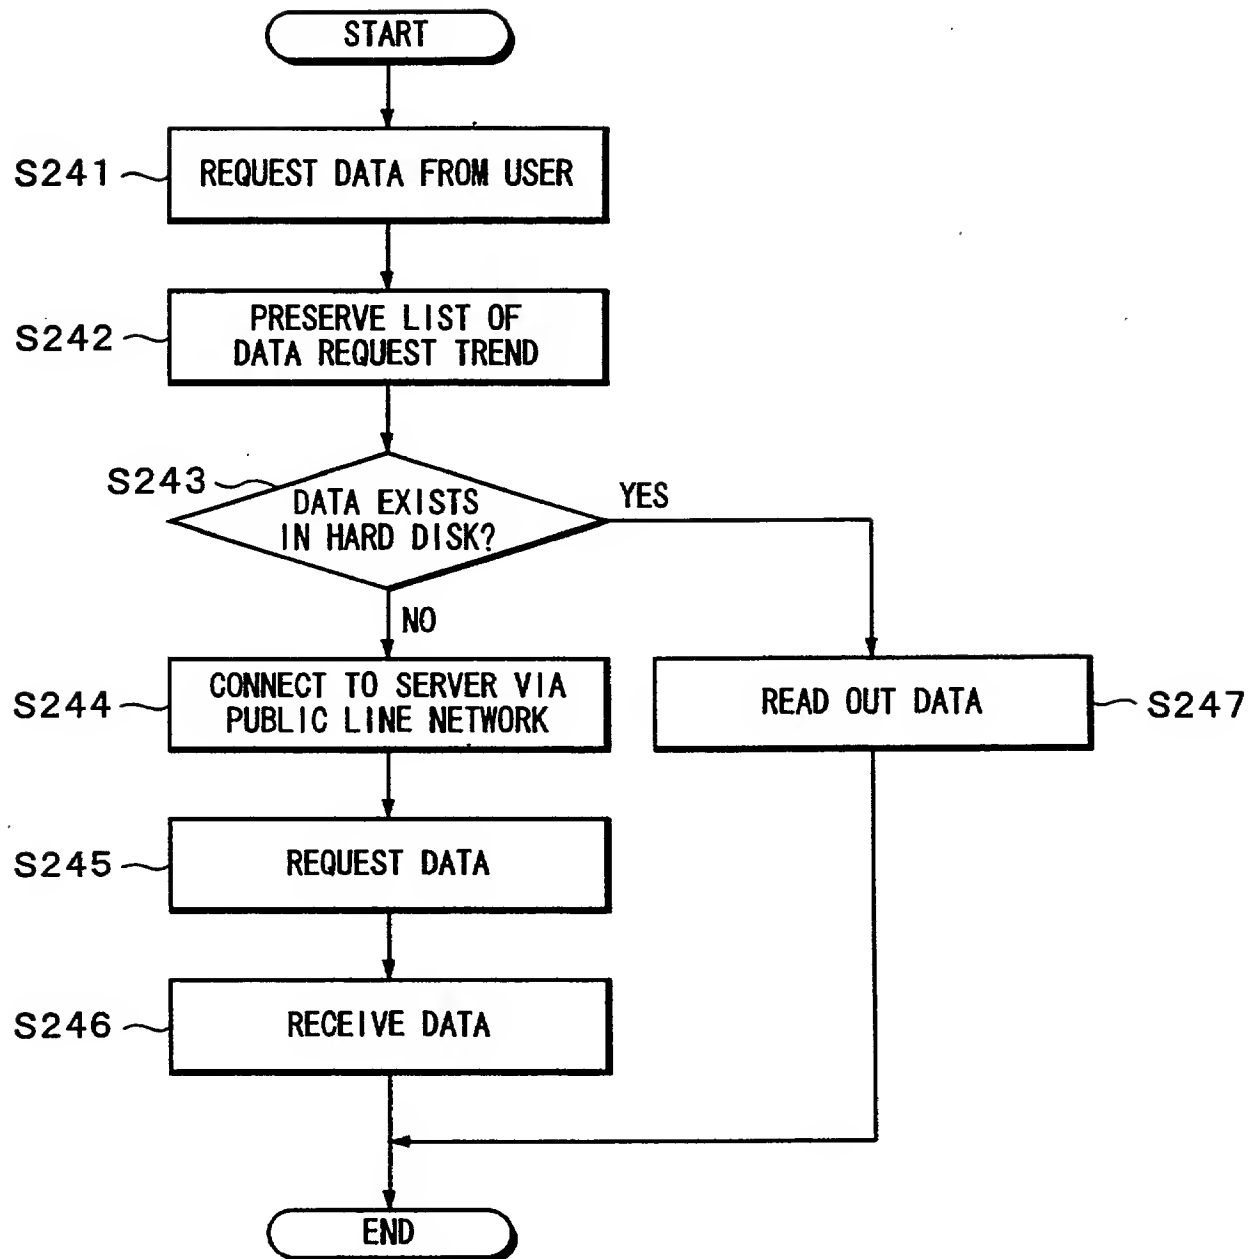 START
S241
REQUEST DATA FROM USER
S242
PRESERVE LIST OF
DATA REQUEST TREND
S243
DATA EXISTS
IN HARD DISK?
YES
NO
S244
CONNECT TO SERVER VIA
PUBLIC LINE NETWORK
READ OUT DATA
S247
S245
REQUEST DATA
S246
RECEIVE DATA
END